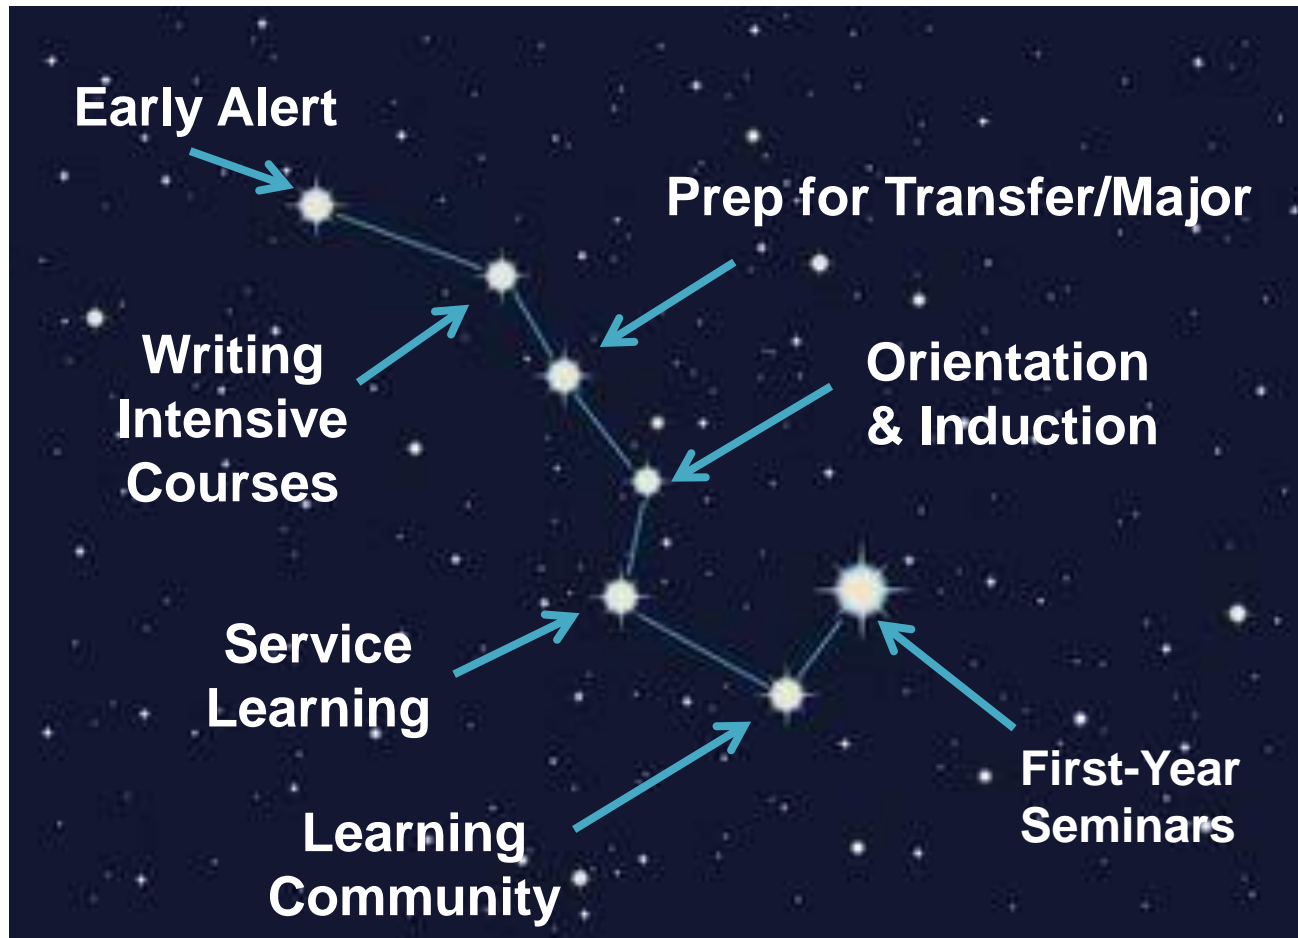 Early Alert
Prep for Transfer/Major
Writing
Intensive
Courses
Orientation
& Induction
Service
Learning
First-Year
Seminars
Learning
Community